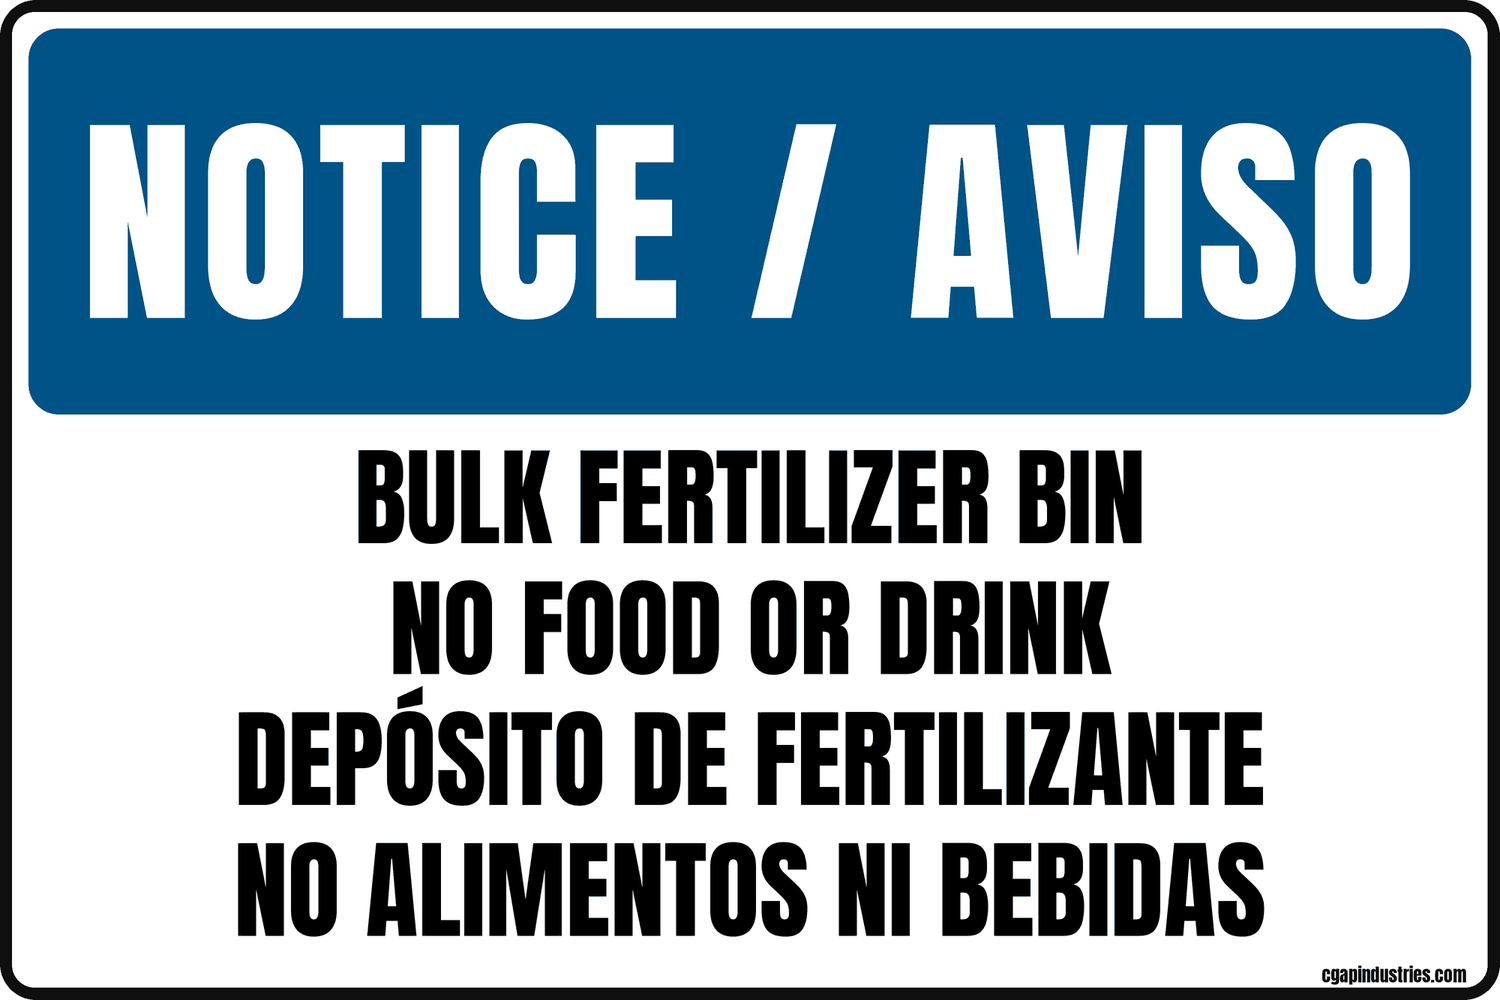 NOTICE / AVISO
BULK FERTILIZER BIN
NO FOOD OR DRINK
DEPÓSITO DE FERTILIZANTE
NO ALIMENTOS NI BEBIDAS
cgapindustries.com